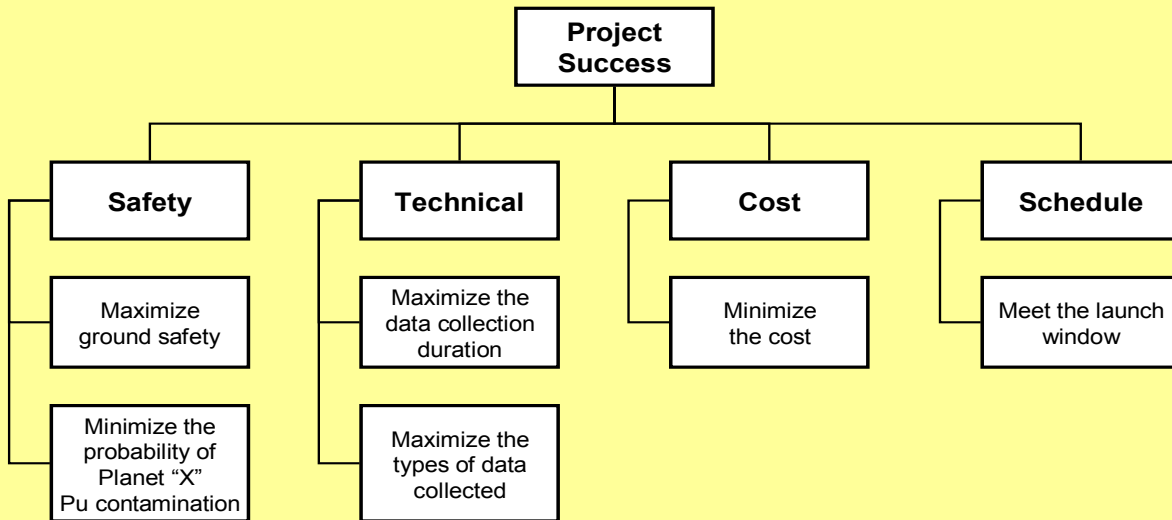 Project
Success
Safety
Technical
Cost
Schedule
Maximize
ground safety
Maximize the
data collection
duration
Minimize
the cost
Meet the launch
window
Minimize the
probability of
Planet “X”
Pu contamination
Maximize the
types of data
collected